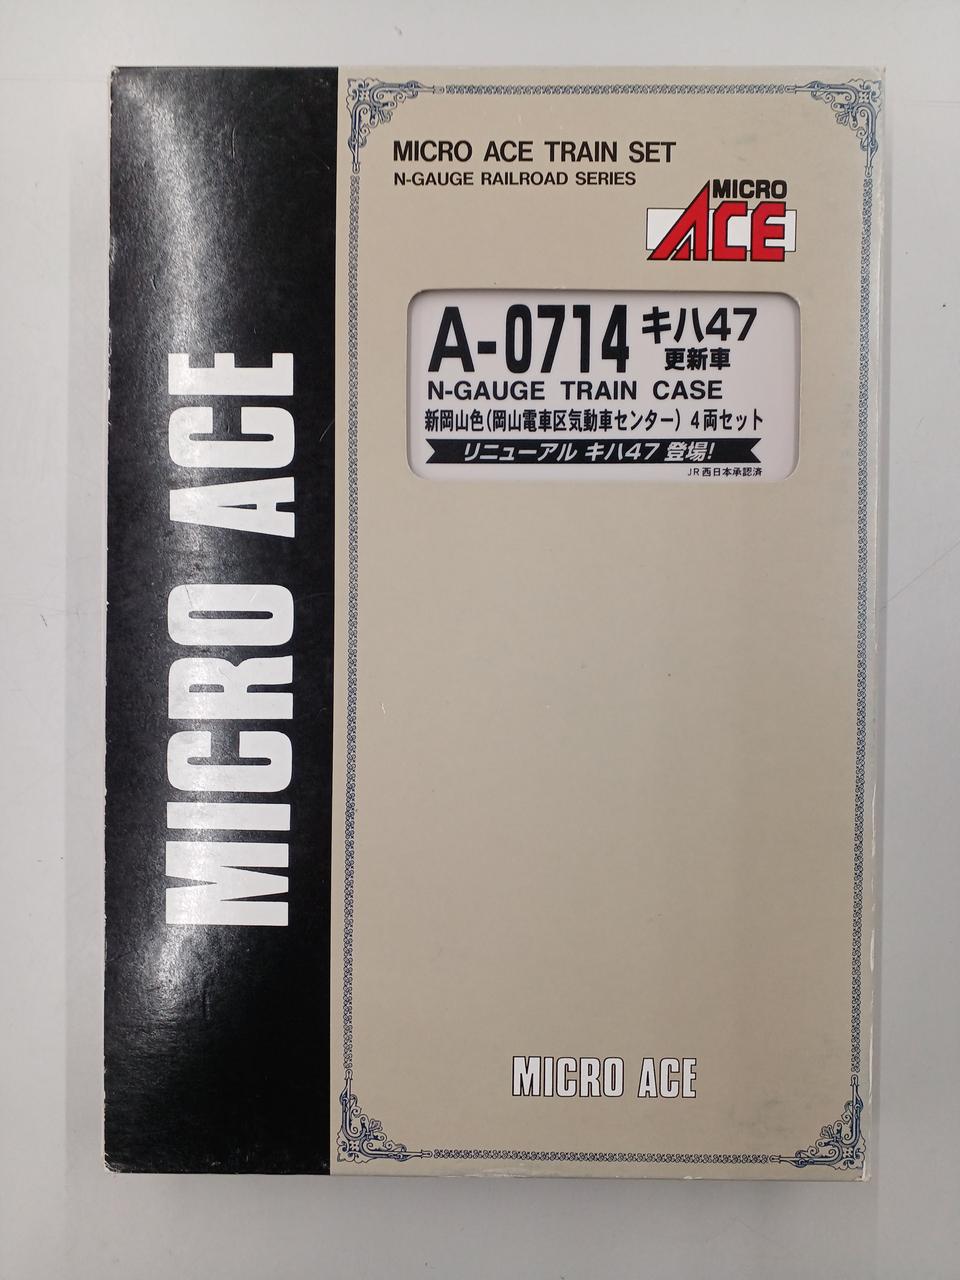 MICRO ACE
MICRO ACE TRAIN SET
N-GAUGE RAILROAD SERIES
MICRO
ACE
A-0714 キハ47
更新車
N-GAUGE TRAIN CASE
新岡山色(岡山電車区気動車センター) 4両セット
リニューアル キハ47 登場!
JR西日本承認済
MICRO ACE